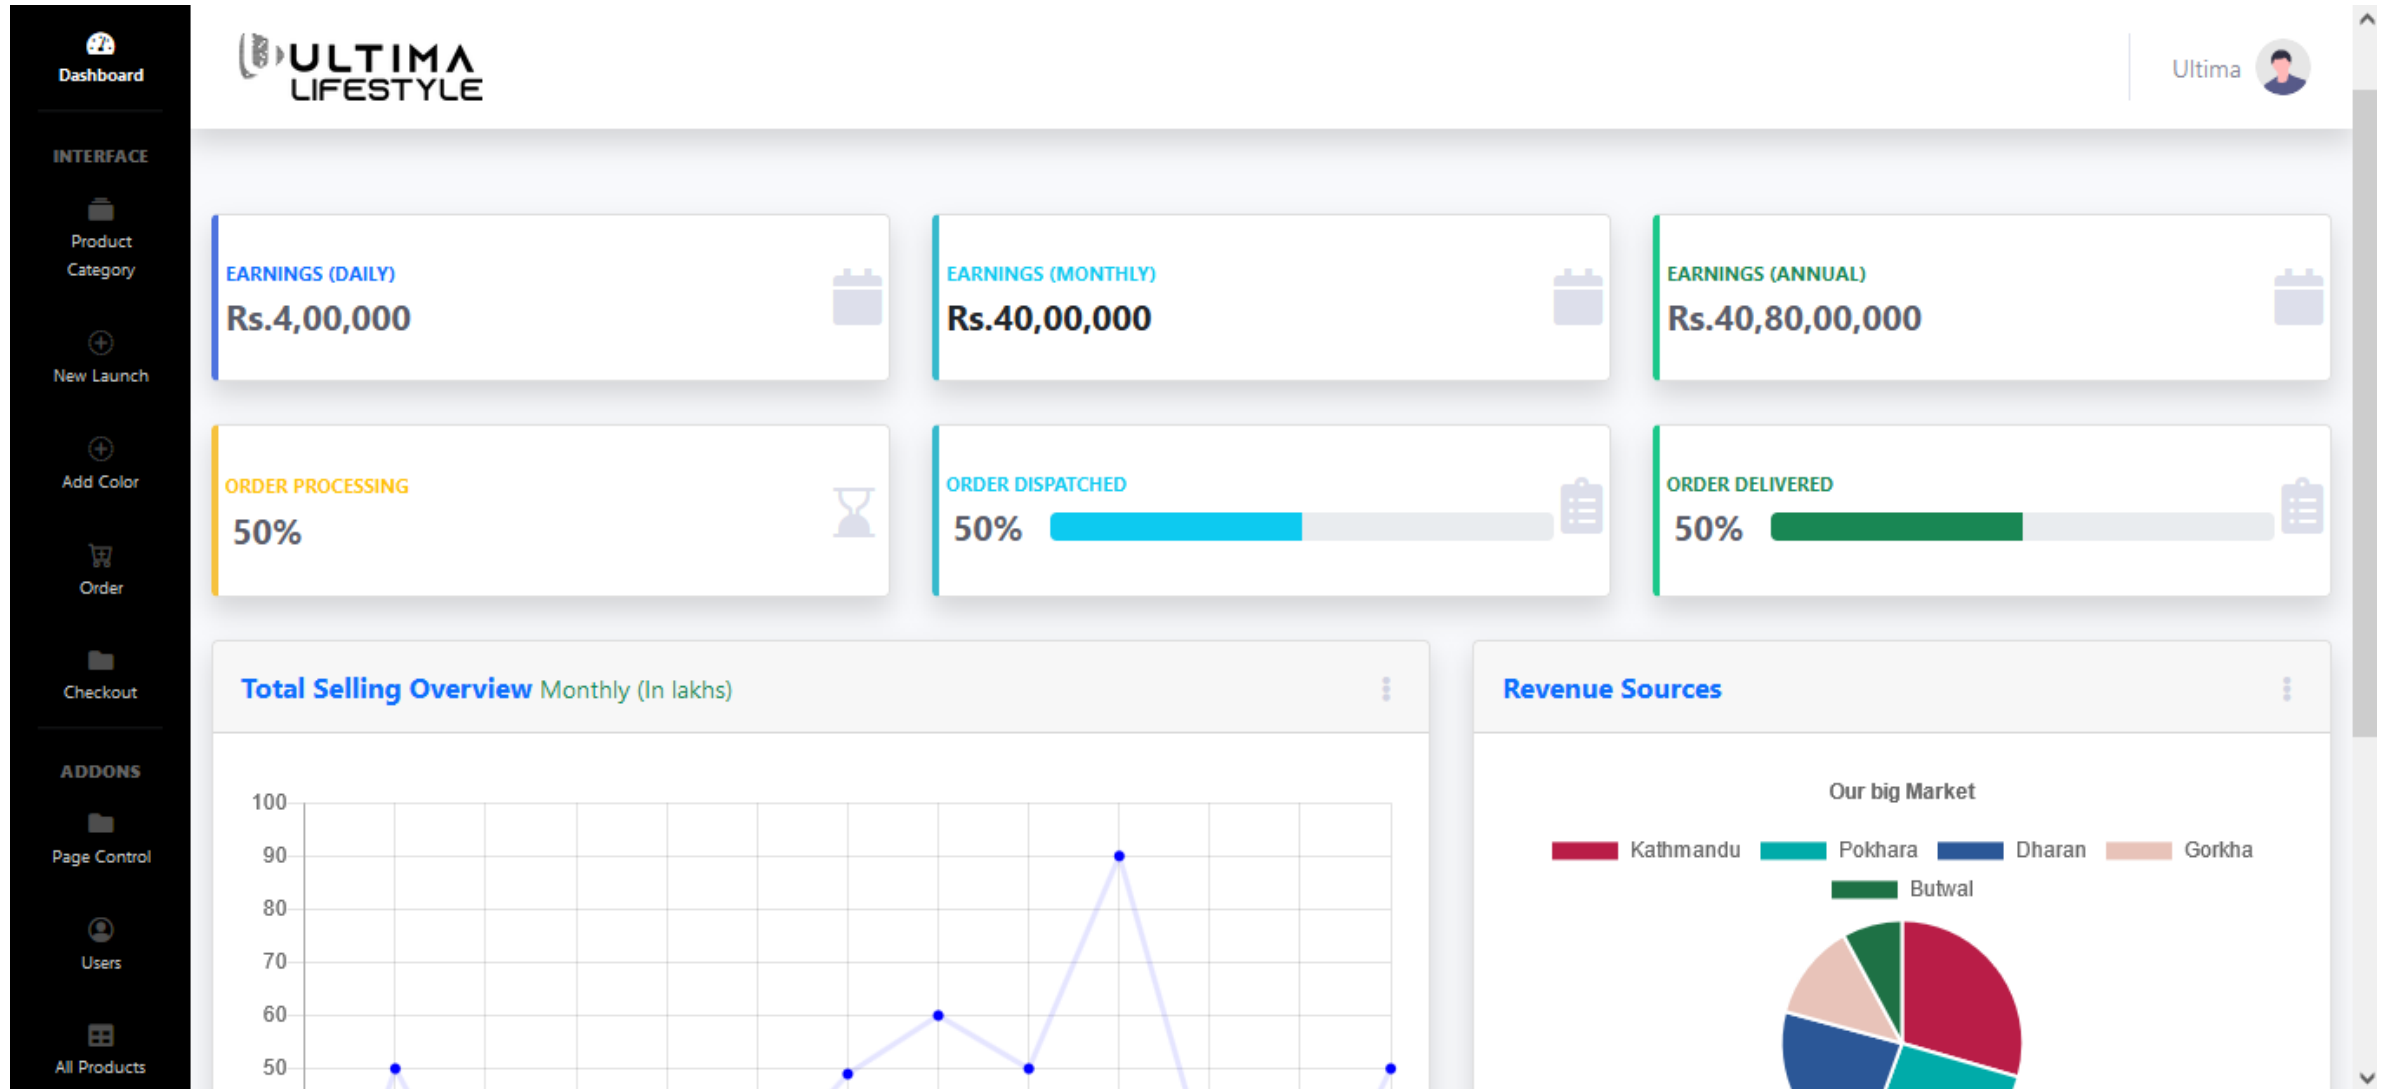 Dashboard
INTERFACE
Product
Category
New Launch
Add Color
Order
Checkout
ADDONS
Page Control
Users
All Products
ULTIMA
LIFESTYLE
Ultima
EARNINGS (DAILY)
Rs.4,00,000
EARNINGS (MONTHLY)
Rs.40,00,000
EARNINGS (ANNUAL)
Rs.40,80,00,000
ORDER PROCESSING
50%
ORDER DISPATCHED
50%
ORDER DELIVERED
50%
Total Selling Overview Monthly (In lakhs)
100
90
80
70
60
50
Revenue Sources
Our big Market
Kathmandu Pokhara Dharan Gorkha
Butwal